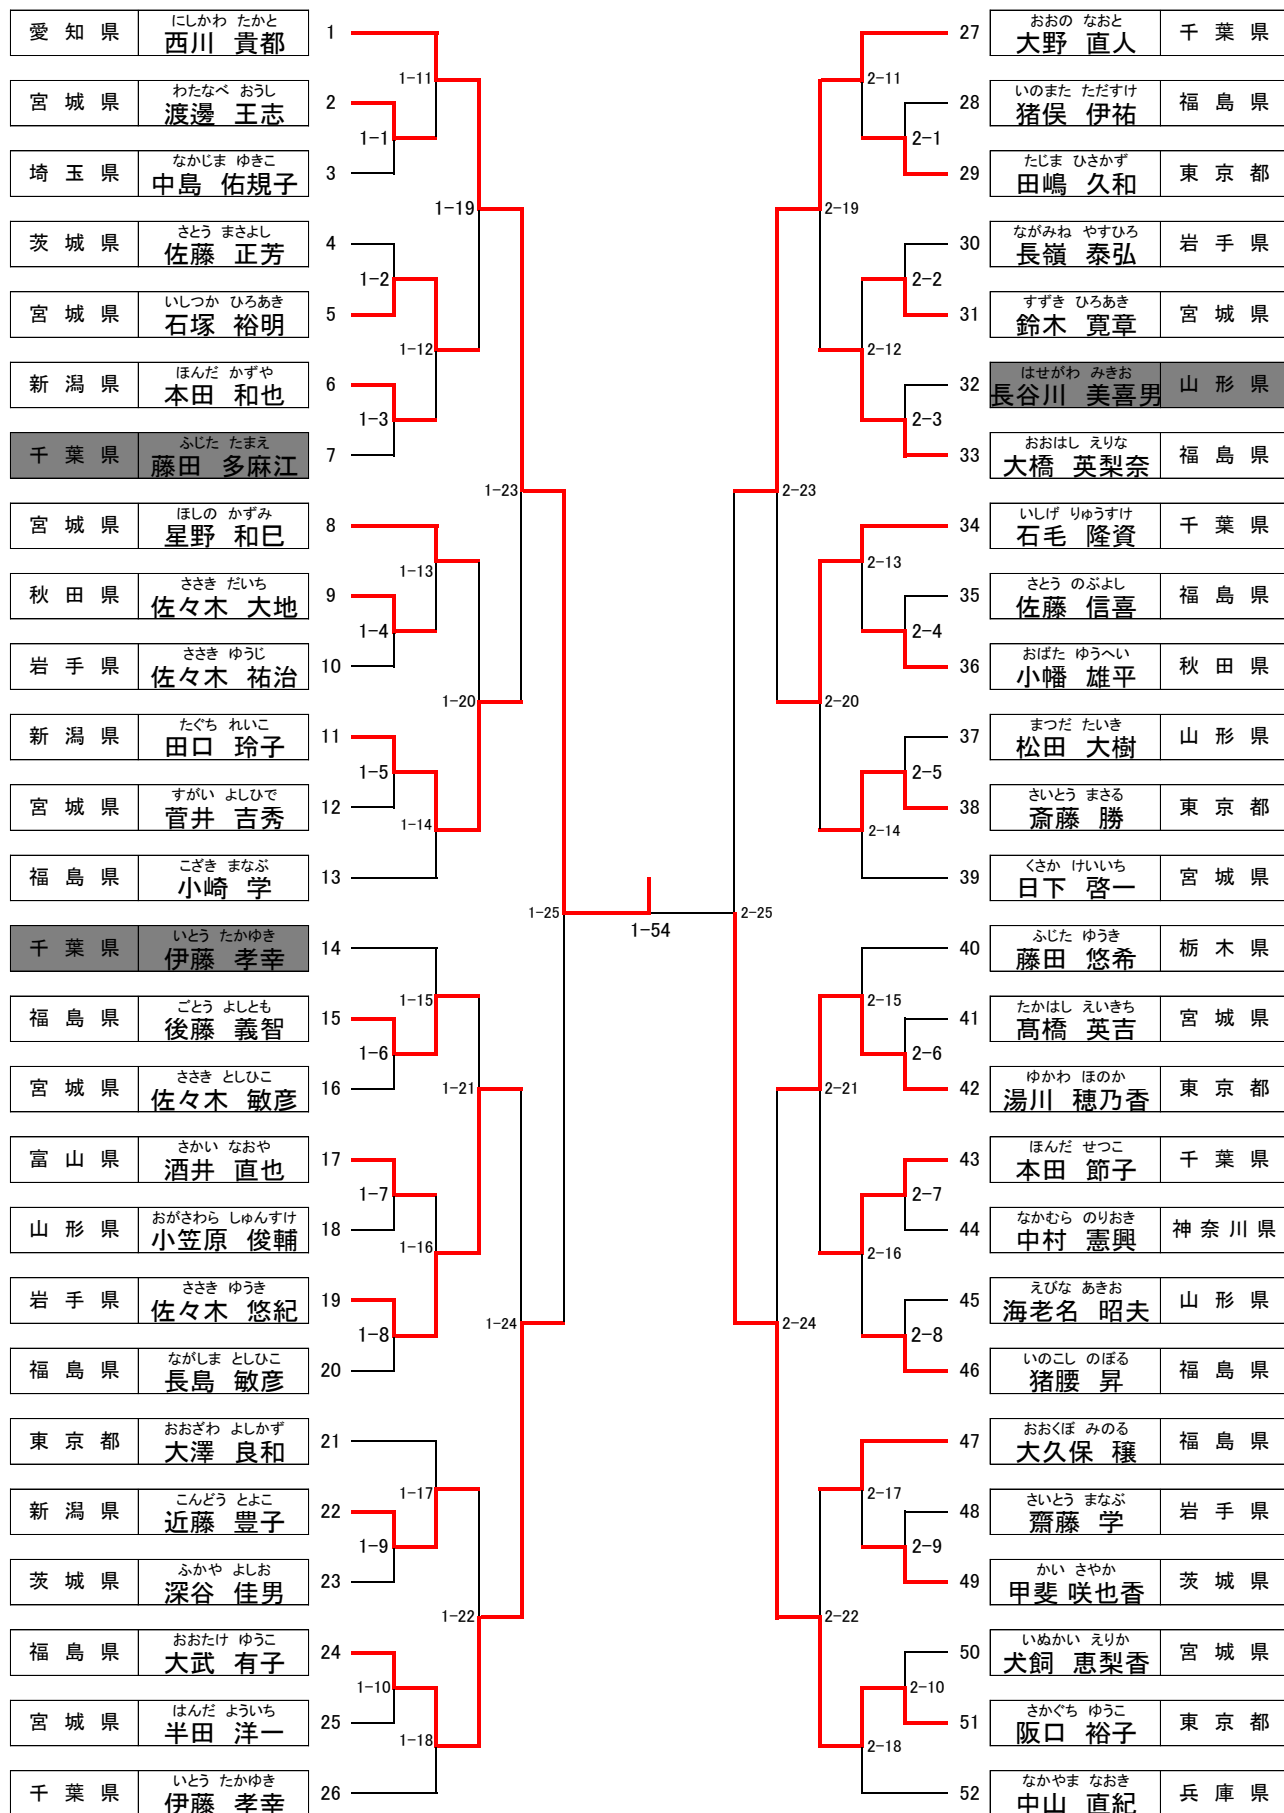 愛知県 にしかわ たかと 西川 貴都 1
宮城県 わたなべ おうし 渡邊 王志 2
埼玉県 なかじま ゆきこ 中島 佑規子 3
茨城県 さとう まさよし 佐藤 正芳 4
宮城県 いしつか ひろあき 石塚 裕明 5
新潟県 ほんだ かずや 本田 和也 6
千葉県 ふじた たまえ 藤田 多麻江 7
宮城県 ほしの かずみ 星野 和巳 8
秋田県 ささき だいち 佐々木 大地 9
岩手県 ささき ゆうじ 佐々木 祐治 10
新潟県 たぐち れいこ 田口 玲子 11
宮城県 すがい よしひで 菅井 吉秀 12
福島県 こざき まなぶ 小崎 学 13
千葉県 いとう たかゆき 伊藤 孝幸 14
福島県 ごとう よしとも 後藤 義智 15
宮城県 ささき としひこ 佐々木 敏彦 16
富山県 さかい なおや 酒井 直也 17
山形県 おがさわら しゅんすけ 小笠原 俊輔 18
岩手県 ささき ゆうき 佐々木 悠紀 19
福島県 ながしま としひこ 長島 敏彦 20
東京都 おおざわ よしかず 大澤 良和 21
新潟県 こんどう とよこ 近藤 豊子 22
茨城県 ふかや よしお 深谷 佳男 23
福島県 おおたけ ゆうこ 大武 有子 24
宮城県 はんだ よういち 半田 洋一 25
千葉県 いとう たかゆき 伊藤 孝幸 26
1-11
1-1
1-19
1-2
1-12
1-3
1-23
1-13
1-4
1-20
1-5
1-14
1-25
1-15
1-6
1-21
1-7
1-16
1-8
1-24
1-17
1-9
1-22
1-10
1-18
1-54
2-11
2-1
2-19
2-2
2-12
2-3
2-23
2-13
2-4
2-20
2-5
2-14
2-25
2-15
2-6
2-21
2-7
2-16
2-8
2-24
2-17
2-9
2-22
2-10
2-18
27 おおの なおと 大野 直人 千葉県
28 いのまた ただすけ 猪俣 伊祐 福島県
29 たじま ひさかず 田嶋 久和 東京都
30 ながみね やすひろ 長嶺 泰弘 岩手県
31 すずき ひろあき 鈴木 寛章 宮城県
32 はせがわ みきお 長谷川 美喜男 山形県
33 おおはし えりな 大橋 英梨奈 福島県
34 いしげ りゅうすけ 石毛 隆資 千葉県
35 さとう のぶよし 佐藤 信喜 福島県
36 おばた ゆうへい 小幡 雄平 秋田県
37 まつだ たいき 松田 大樹 山形県
38 さいとう まさる 斎藤 勝 東京都
39 くさか けいいち 日下 啓一 宮城県
40 ふじた ゆうき 藤田 悠希 栃木県
41 たかはし えいきち 髙橋 英吉 宮城県
42 ゆかわ ほのか 湯川 穂乃香 東京都
43 ほんだ せつこ 本田 節子 千葉県
44 なかむら のりおき 中村 憲興 神奈川県
45 えびな あきお 海老名 昭夫 山形県
46 いのこし のぼる 猪腰 昇 福島県
47 おおくぼ みのる 大久保 穣 福島県
48 さいとう まなぶ 齋藤 学 岩手県
49 かい さやか 甲斐 咲也香 茨城県
50 いぬかい えりか 犬飼 恵梨香 宮城県
51 さかぐち ゆうこ 阪口 裕子 東京都
52 なかやま なおき 中山 直紀 兵庫県